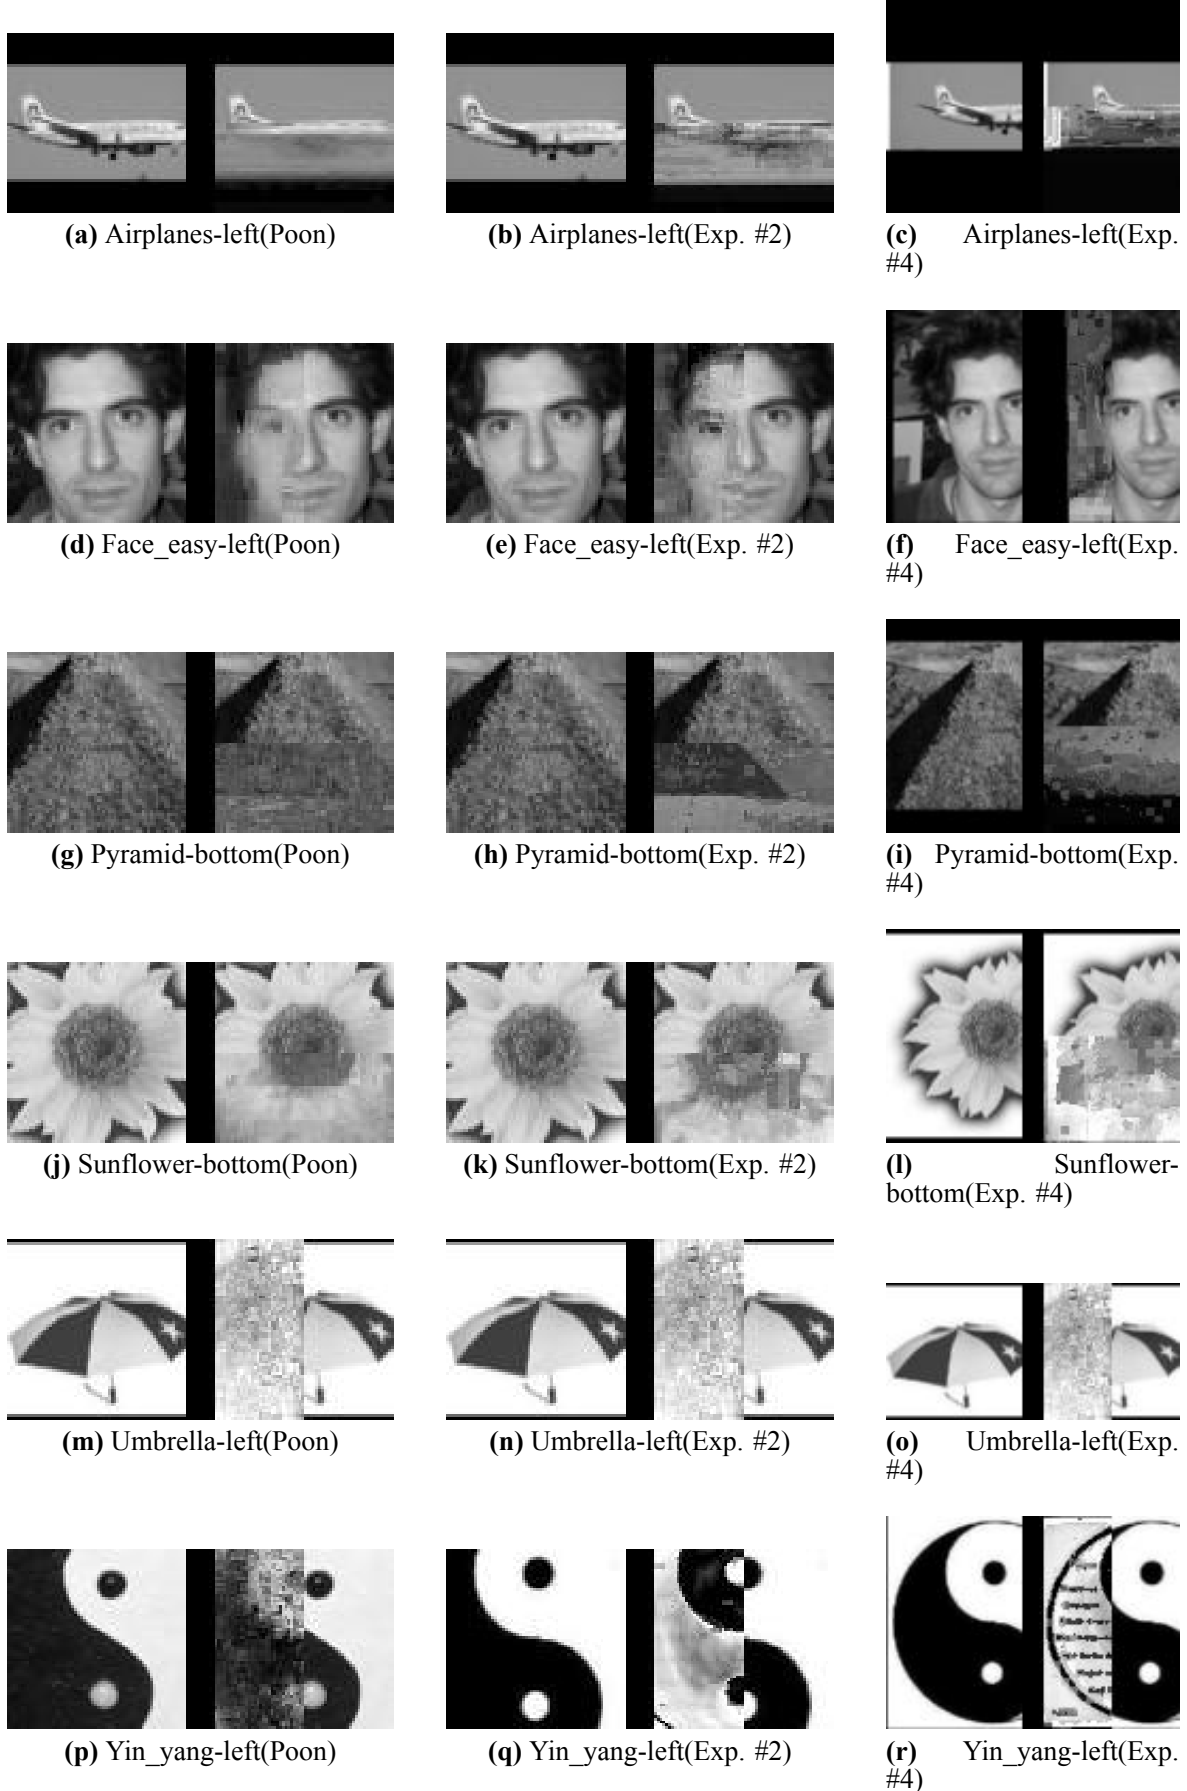 (a) Airplanes-left(Poon)
(b) Airplanes-left(Exp. #2)
(c) Airplanes-left(Exp.
#4)
(d) Face_easy-left(Poon)
(e) Face_easy-left(Exp. #2)
(f) Face_easy-left(Exp.
#4)
(g) Pyramid-bottom(Poon)
(h) Pyramid-bottom(Exp. #2)
(i) Pyramid-bottom(Exp.
#4)
(j) Sunflower-bottom(Poon)
(k) Sunflower-bottom(Exp. #2)
(l) Sunflower-
bottom(Exp. #4)
(m) Umbrella-left(Poon)
(n) Umbrella-left(Exp. #2)
(o) Umbrella-left(Exp.
#4)
(p) Yin_yang-left(Poon)
(q) Yin_yang-left(Exp. #2)
(r) Yin_yang-left(Exp.
#4)